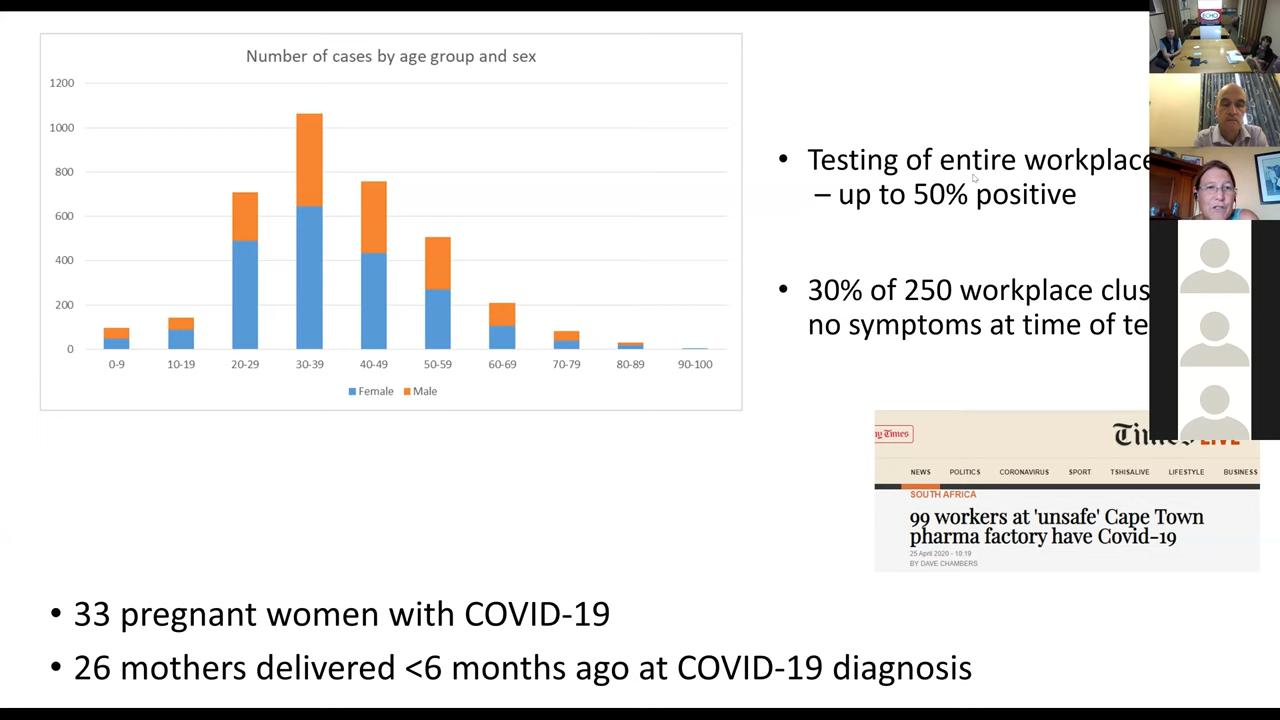 Number of cases by age group and sex
1200
1000
800
600
400
200
0
0-9 10-19 20-29 30-39 40-49 50-59 60-69 70-79 80-89 90-100
Female Male
• Testing of entire workplace
– up to 50% positive
• 30% of 250 workplace clus
no symptoms at time of te
ECHO
Times LIVE
NEWS POLITICS CORONAVIRUS SPORT TSHISALIVE LIFESTYLE BUSINESS
SOUTH AFRICA
99 workers at 'unsafe' Cape Town
pharma factory have Covid-19
25 April 2020 - 10:19
BY DAVE CHAMBERS
• 33 pregnant women with COVID-19
• 26 mothers delivered <6 months ago at COVID-19 diagnosis